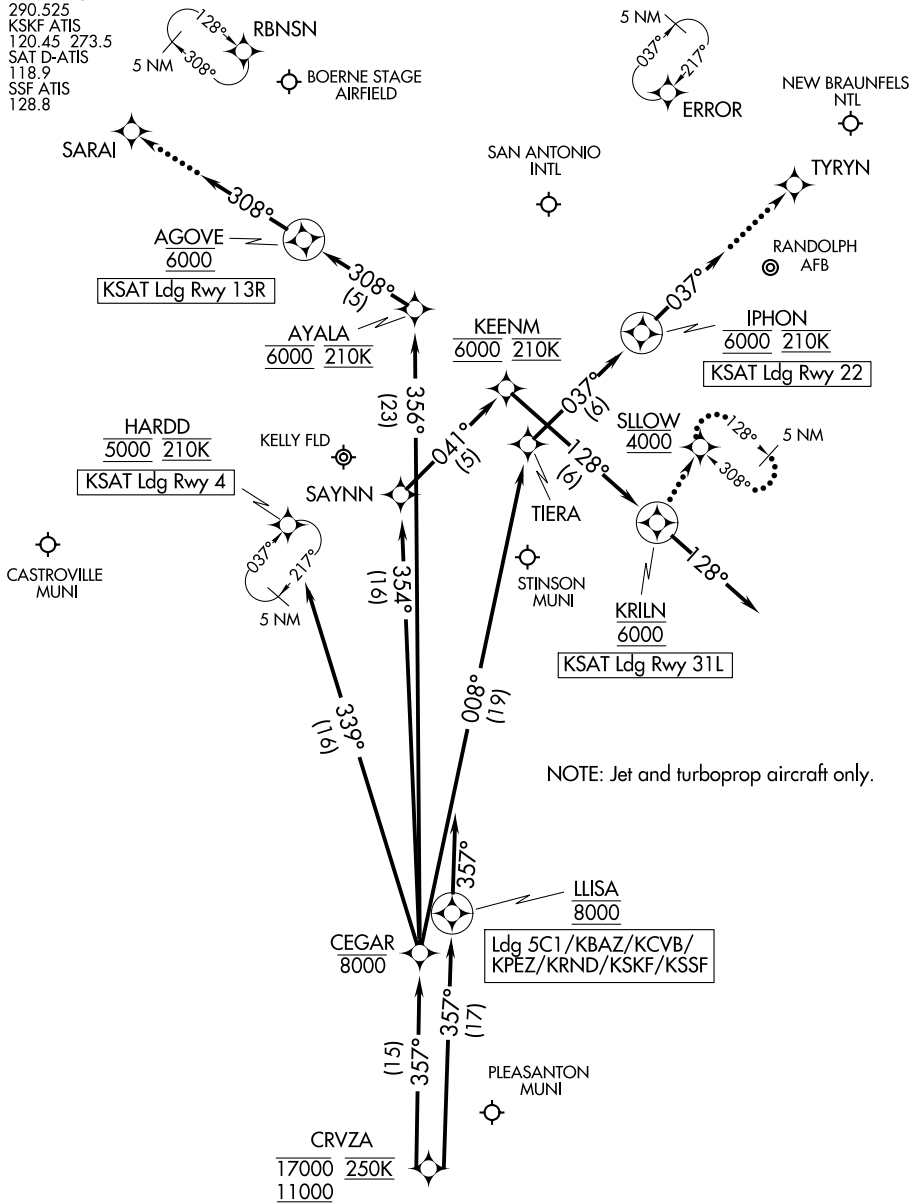 290.525
KSKF ATIS
120.45 273.5
SAT D-ATIS
118.9
SSF ATIS
128.8
128°
308°
5 NM
RBNSN
BOERNE STAGE
AIRFIELD
5 NM
037°
217°
ERROR
NEW BRAUNFELS
NTL
SARAI
SAN ANTONIO
INTL
TYRYN
308°
AGOVE
6000
KSAT Ldg Rwy 13R
308°
(5)
RANDOLPH
AFB
037°
AYALA
6000 210K
KEENM
6000 210K
IPHON
6000 210K
KSAT Ldg Rwy 22
037°
(6)
356°
(23)
HARDD
5000 210K
KSAT Ldg Rwy 4
KELLY FLD
041°
(5)
128°
(6)
SLLOW
4000
128°
308°
5 NM
SAYNN
TIERA
CASTROVILLE
MUNI
037°
217°
5 NM
354°
(16)
STINSON
MUNI
128°
KRILN
6000
KSAT Ldg Rwy 31L
339°
(16)
008°
(19)
NOTE: Jet and turboprop aircraft only.
357°
LLISA
8000
Ldg 5C1/KBAZ/KCVB/
KPEZ/KRND/KSKF/KSSF
CEGAR
8000
357°
(15)
357°
(17)
PLEASANTON
MUNI
CRVZA
17000 250K
11000